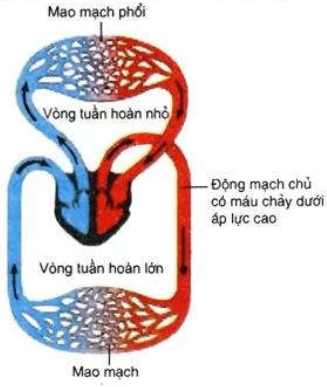 Mao mạch phổi
Vòng tuần hoàn nhỏ
Động mạch chủ
có máu chảy dưới
áp lực cao
Vòng tuần hoàn lớn
Mao mạch